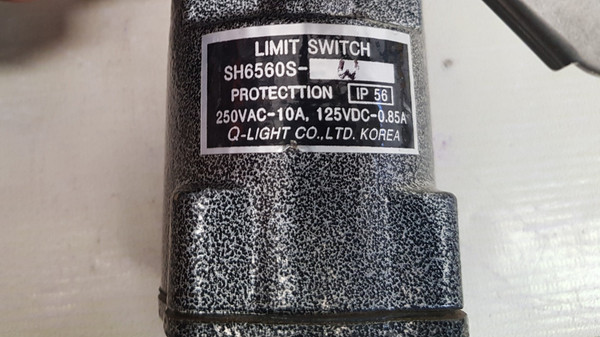 LIMIT SWITCH
SH6560S-W
PROTECTTION IP 56
250VAC-10A, 125VDC-0.85A
Q-LIGHT CO.,LTD. KOREA